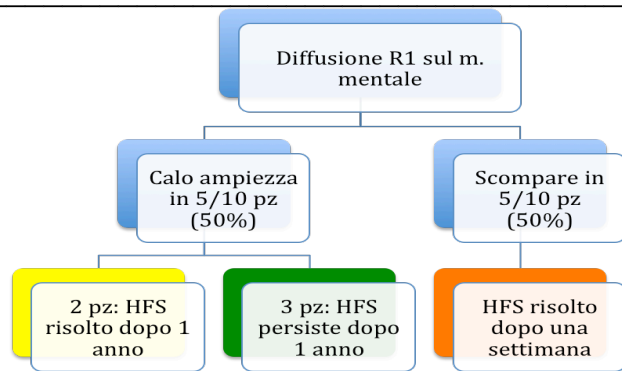 Diffusione R1 sul m.
mentale
Calo ampiezza
in 5/10 pz
(50%)
Scompare in
5/10 pz
(50%)
2 pz: HFS
risolto dopo 1
anno
3 pz: HFS
persiste dopo
1 anno
HFS risolto
dopo una
settimana